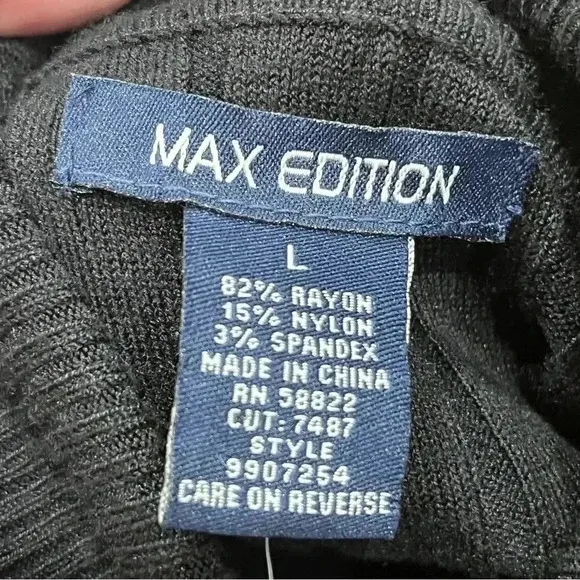 MAX EDITION
L
82% RAYON
15% NYLON
3% SPANDEX
MADE IN CHINA
RN 58822
CUT: 7487
STYLE
9907254
CARE ON REVERSE